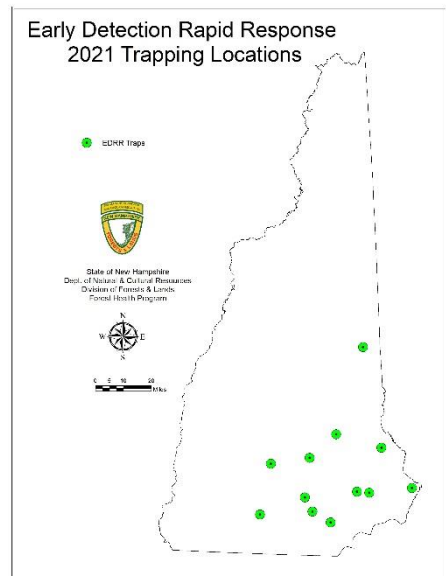 Early Detection Rapid Response
2021 Trapping Locations
EDRR Traps
State of New Hampshire
Dept. of Natural & Cultural Resources
Division of Forests & Lands
Forest Health Program
N
W E
S
0 5 10 20
Miles